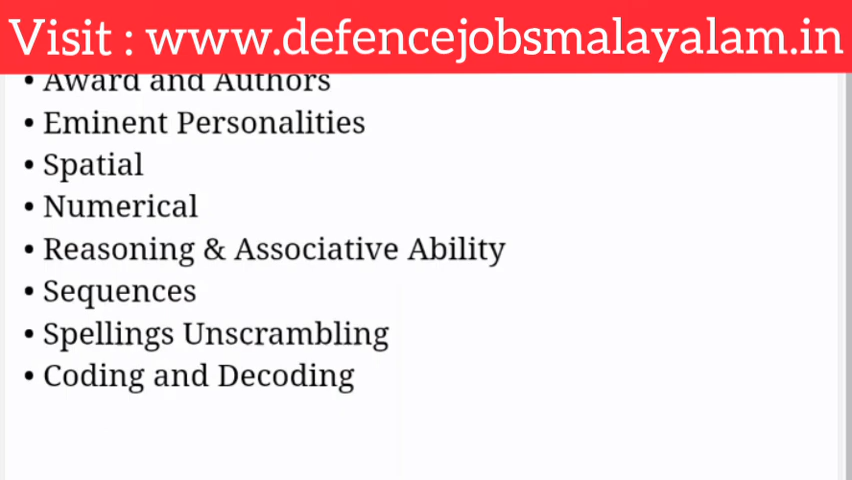 Visit : www.defencejobsmalayalam.in
• Award and Authors
• Eminent Personalities
• Spatial
• Numerical
• Reasoning & Associative Ability
• Sequences
• Spellings Unscrambling
• Coding and Decoding